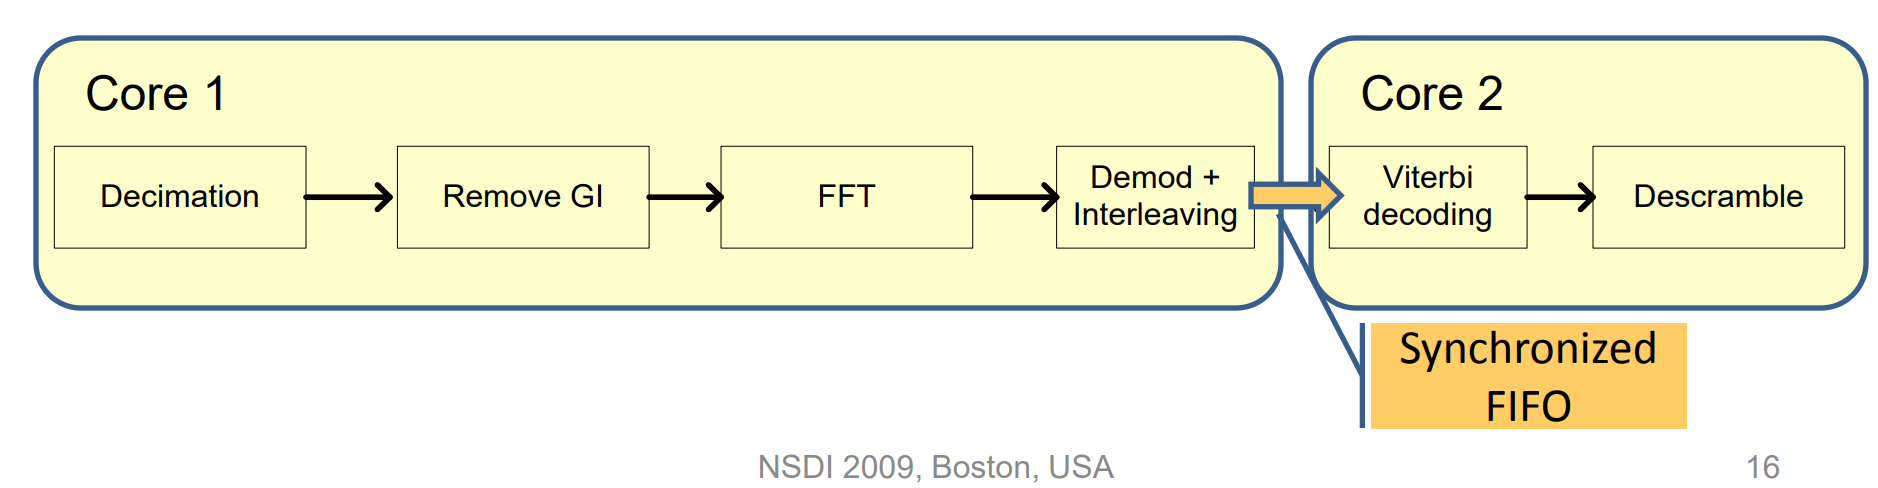 Core 1
Core 2
Decimation
Remove GI
FFT
Demod +
Interleaving
Viterbi
decoding
Descramble
Synchronized
FIFO
NSDI 2009, Boston, USA
16